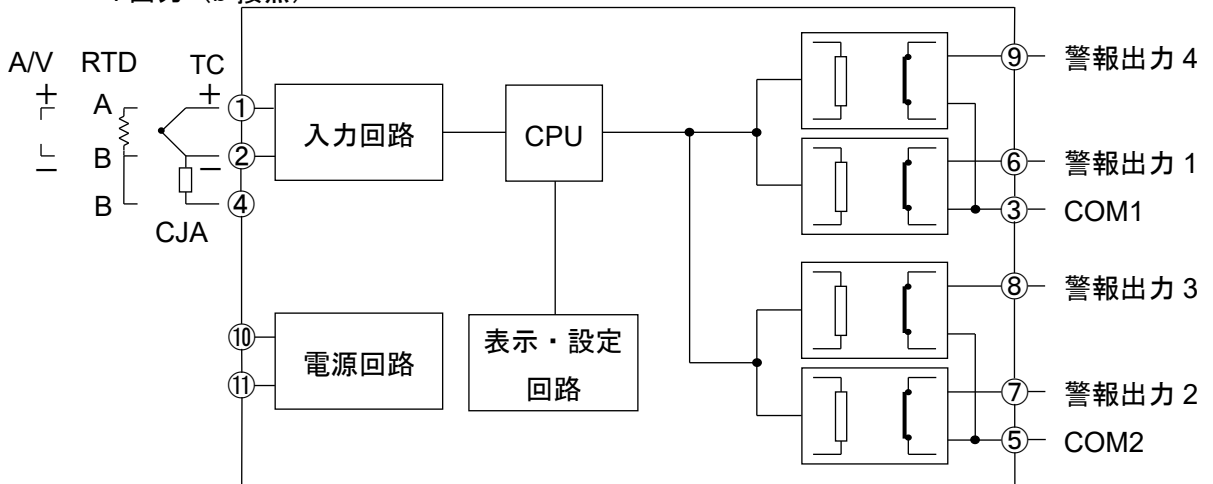 A/V RTD TC
+ A +
− B −
B
CJA
① 入力回路 CPU
②
④
⑩ 電源回路
⑪
表示・設定
回路
⑨ 警報出力 4
⑥ 警報出力 1
③ COM1
⑧ 警報出力 3
⑦ 警報出力 2
⑤ COM2